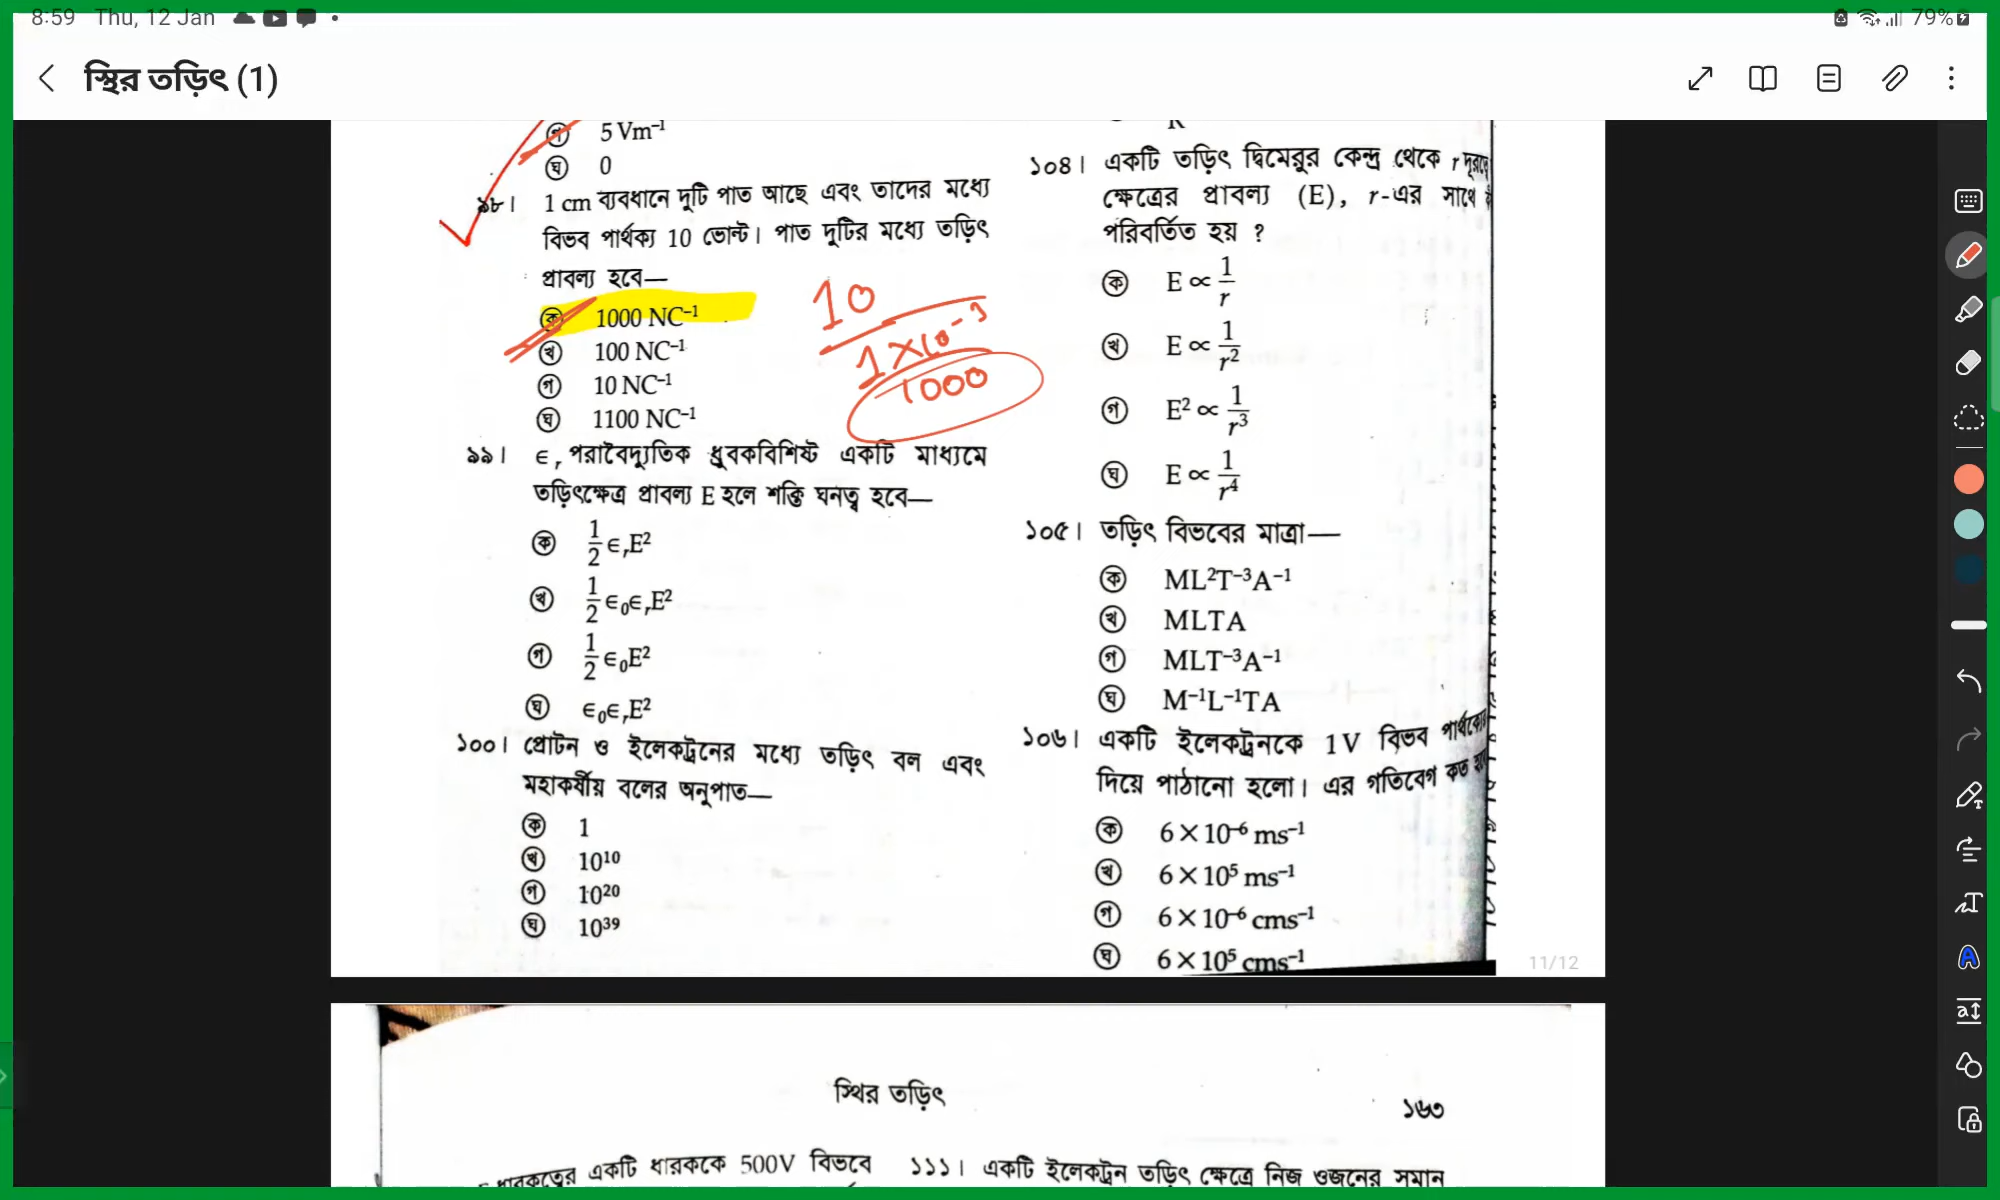 8:59 Thu, 12 Jan
79%
স্থির তড়িৎ (1)
গ 5 Vm⁻¹
ঘ 0
৯৮। 1 cm ব্যবধানে দুটি পাত আছে এবং তাদের মধ্যে
বিভব পার্থক্য 10 ভোল্ট। পাত দুটির মধ্যে তড়িৎ
প্রাবল্য হবে—
ক 1000 NC⁻¹
খ 100 NC⁻¹
গ 10 NC⁻¹
ঘ 1100 NC⁻¹
10
1000
৯৯। ϵᵣ পরাবৈদ্যুতিক ধ্রুবকবিশিষ্ট একটি মাধ্যমে
তড়িৎক্ষেত্র প্রাবল্য E হলে শক্তি ঘনত্ব হবে—
ক 1/2 ϵᵣE²
খ 1/2 ϵ₀ϵᵣE²
গ 1/2 ϵ₀E²
ঘ ϵ₀ϵᵣE²
১০০। প্রোটন ও ইলেকট্রনের মধ্যে তড়িৎ বল এবং
মহাকর্ষীয় বলের অনুপাত—
ক 1
খ 10¹⁰
গ 10²⁰
ঘ 10³⁹
১০৪। একটি তড়িৎ দ্বিমেরুর কেন্দ্র থেকে r
ক্ষেত্রের প্রাবল্য (E), r-এর সাথে
পরিবর্তিত হয় ?
ক E ∝ 1/r
খ E ∝ 1/r²
গ E² ∝ 1/r³
ঘ E ∝ 1/r⁴
১০৫। তড়িৎ বিভবের মাত্রা—
ক ML²T⁻³A⁻¹
খ MLTA
গ MLT⁻³A⁻¹
ঘ M⁻¹L⁻¹TA
১০৬। একটি ইলেকট্রনকে 1V বিভব
দিয়ে পাঠানো হলো। এর গতিবেগ কত
ক 6×10⁻⁶ ms⁻¹
খ 6×10⁵ ms⁻¹
গ 6×10⁻⁶ cms⁻¹
ঘ 6×10⁵ cms⁻¹
11/12
স্থির তড়িৎ
১৬৩
একটি ধারককে 500V বিভবে
১১১। একটি ইলেকট্রন তড়িৎ ক্ষেত্রে নিজ ওজনের সমান